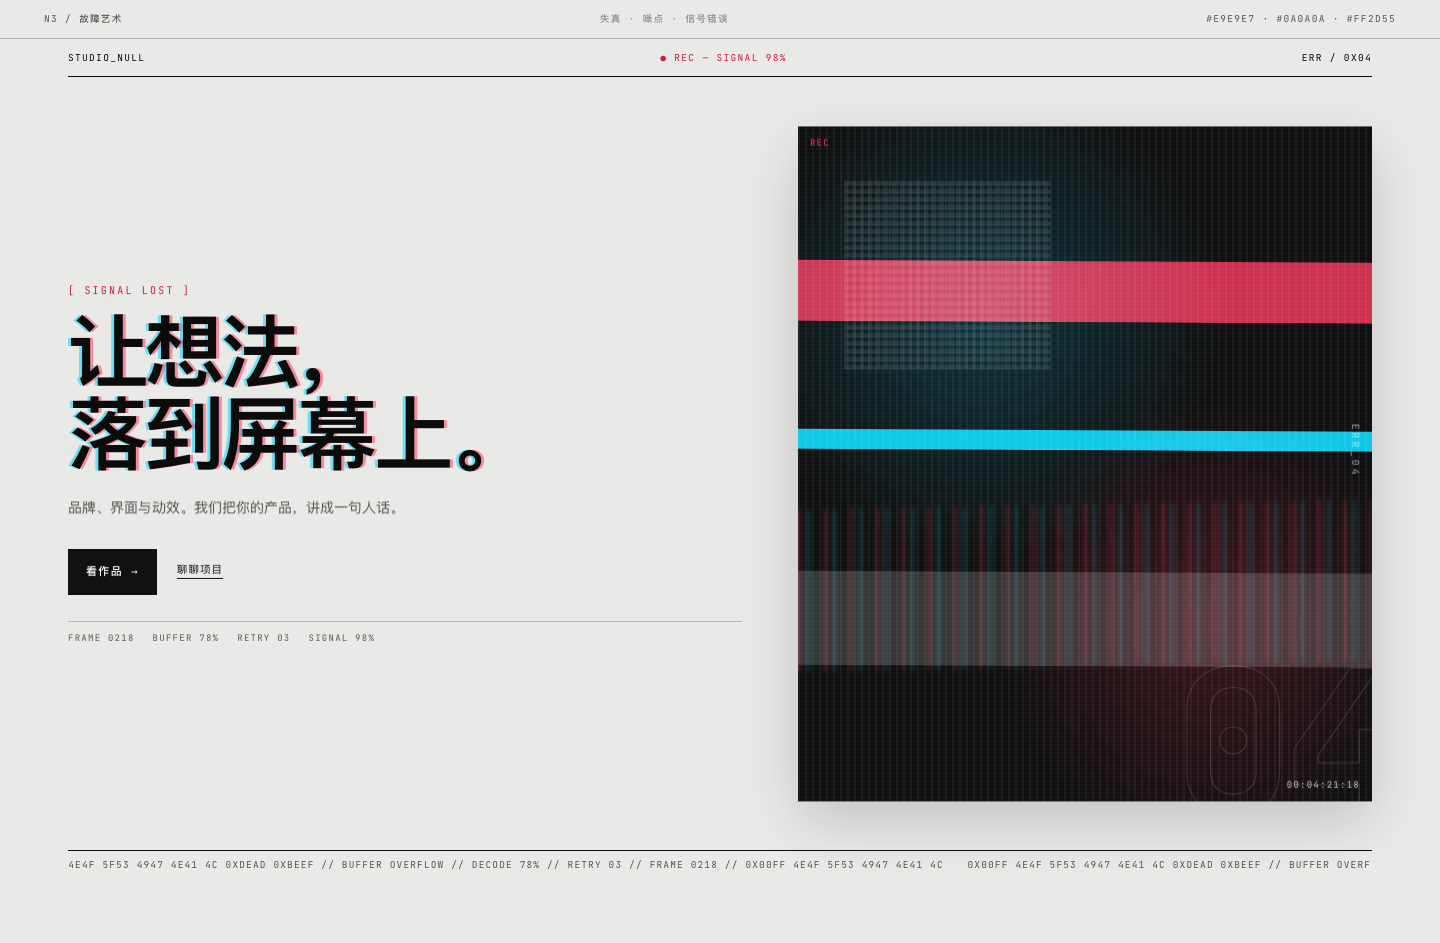 N3 / 故障艺术
失真 · 噪点 · 信号错误
#E9E9E7 · #0A0A0A · #FF2D55
STUDIO_NULL
● REC — SIGNAL 98%
ERR / 0X04
[ SIGNAL LOST ]
让想法，
落到屏幕上。
品牌、界面与动效。我们把你的产品，讲成一句人话。
看作品 →
聊聊项目
FRAME 0218 BUFFER 78% RETRY 03 SIGNAL 98%
REC
ERR_04
04
00:04:21:18
4E4F 5F53 4947 4E41 4C 0XDEAD 0XBEEF // BUFFER OVERFLOW // DECODE 78% // RETRY 03 // FRAME 0218 // 0X00FF 4E4F 5F53 4947 4E41 4C 0X00FF 4E4F 5F53 4947 4E41 4C 0XDEAD 0XBEEF // BUFFER OVERF